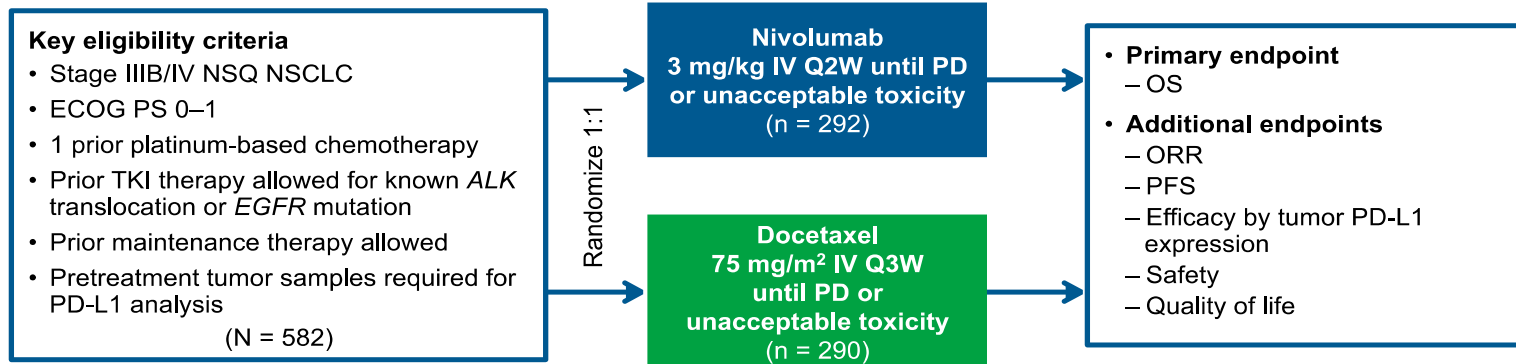 Key eligibility criteria
• Stage IIIB/IV NSQ NSCLC
• ECOG PS 0–1
• 1 prior platinum-based chemotherapy
• Prior TKI therapy allowed for known ALK
translocation or EGFR mutation
• Prior maintenance therapy allowed
• Pretreatment tumor samples required for
PD-L1 analysis
(N = 582)
Randomize 1:1
Nivolumab
3 mg/kg IV Q2W until PD
or unacceptable toxicity
(n = 292)
Docetaxel
75 mg/m² IV Q3W
until PD or
unacceptable toxicity
(n = 290)
• Primary endpoint
– OS
• Additional endpoints
– ORR
– PFS
– Efficacy by tumor PD-L1
expression
– Safety
– Quality of life